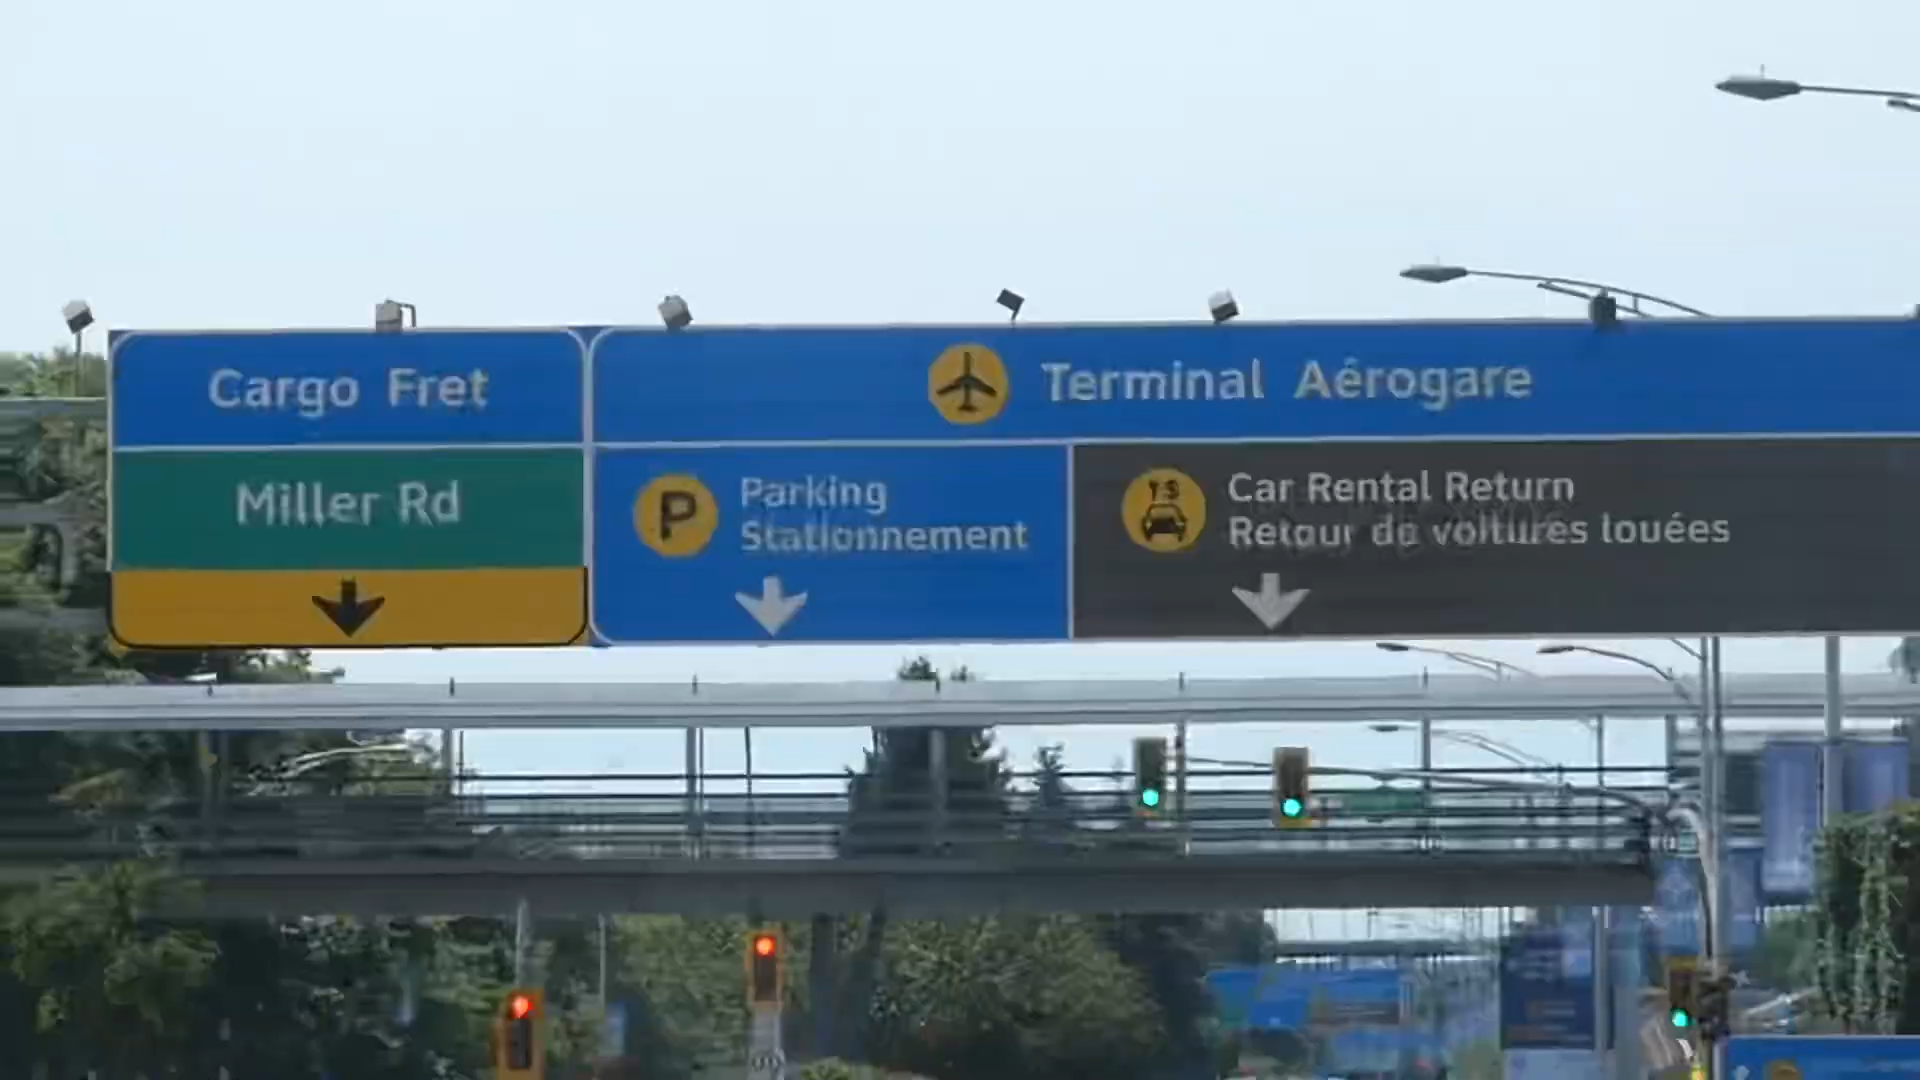 Cargo Fret
Terminal Aérogare
Miller Rd
P
Parking
Stationnement
Car Rental Return
Retour de voitures louées